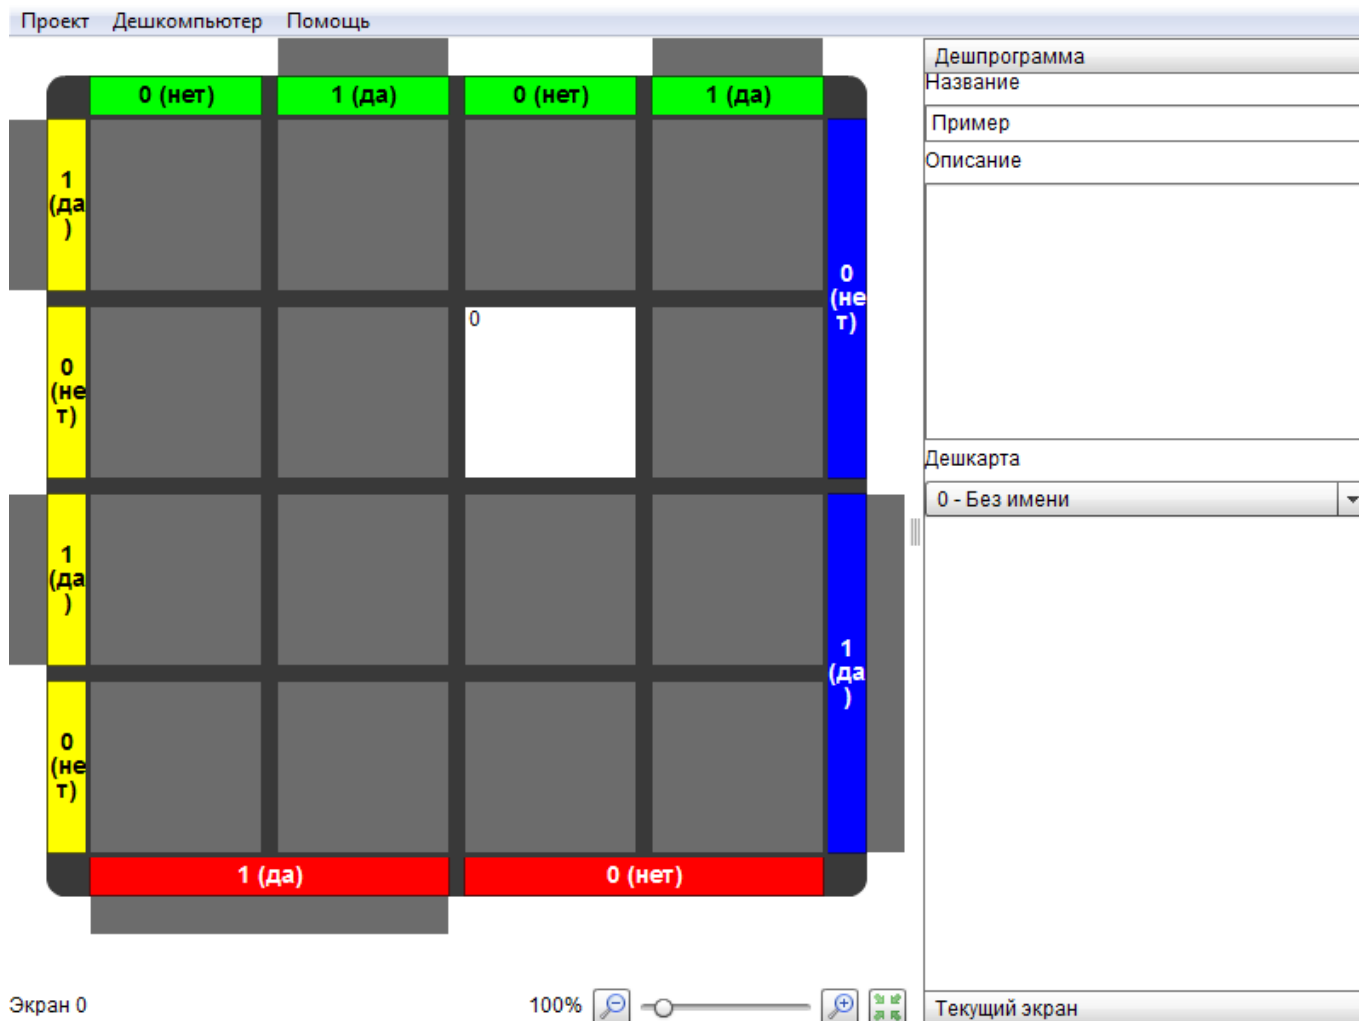 Проект Дешкомпьютер Помощь
Дешпрограмма
Название
Пример
Описание
Дешкарта
0 - Без имени
0 (нет) 1 (да) 0 (нет) 1 (да)
1
(да
)
0
(не
т)
1
(да
)
0
(не
т)
0
0
(не
т)
1
(да
)
1 (да) 0 (нет)
Экран 0
100%
Текущий экран